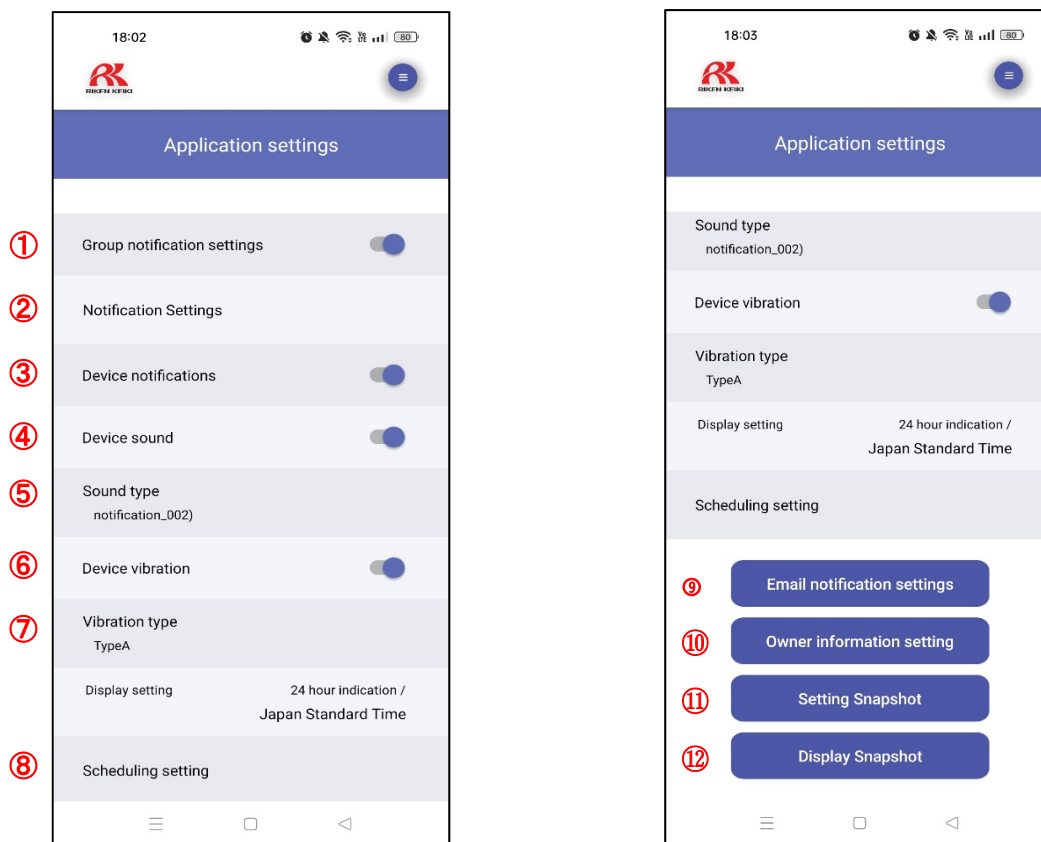 18:02
80
RIKEN KEIKI
Application settings
① Group notification settings
② Notification Settings
③ Device notifications
④ Device sound
⑤ Sound type
notification_002)
⑥ Device vibration
⑦ Vibration type
TypeA
Display setting 24 hour indication /
Japan Standard Time
⑧ Scheduling setting
18:03
80
RIKEN KEIKI
Application settings
Sound type
notification_002)
Device vibration
Vibration type
TypeA
Display setting 24 hour indication /
Japan Standard Time
Scheduling setting
⑨ Email notification settings
⑩ Owner information setting
⑪ Setting Snapshot
⑫ Display Snapshot